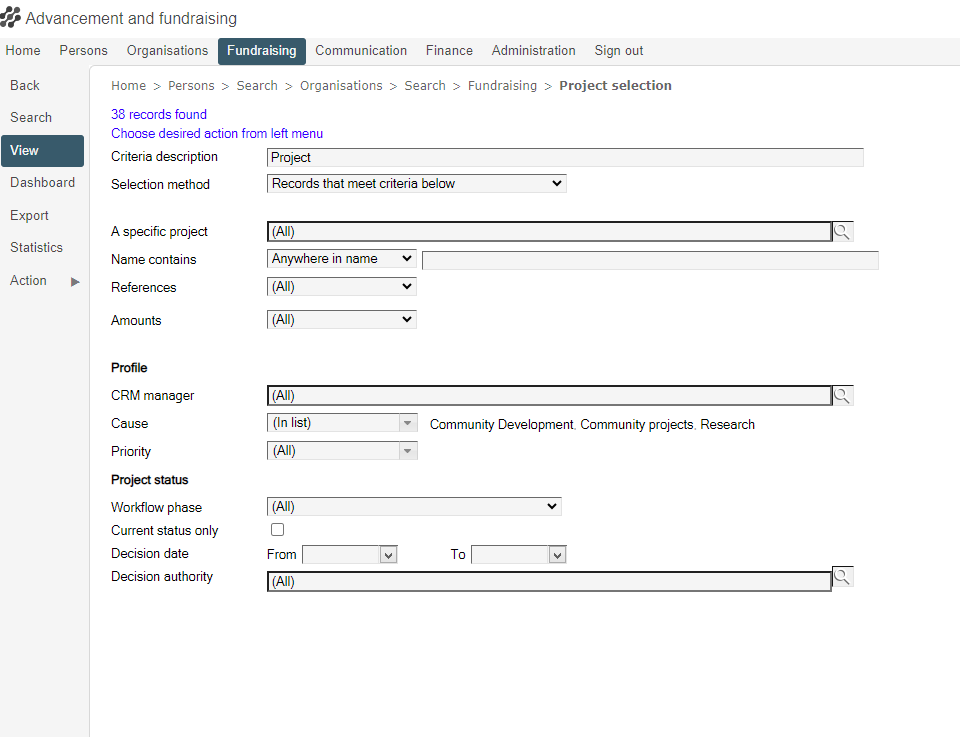 Advancement and fundraising
Home Persons Organisations Fundraising Communication Finance Administration Sign out
Back
Search
View
Dashboard
Export
Statistics
Action
Home > Persons > Search > Organisations > Search > Fundraising > Project selection
38 records found
Choose desired action from left menu
Criteria description Project
Selection method Records that meet criteria below
A specific project (All)
Name contains Anywhere in name
References (All)
Amounts (All)
Profile
CRM manager (All)
Cause (In list) Community Development, Community projects, Research
Priority (All)
Project status
Workflow phase (All)
Current status only
Decision date From To
Decision authority (All)